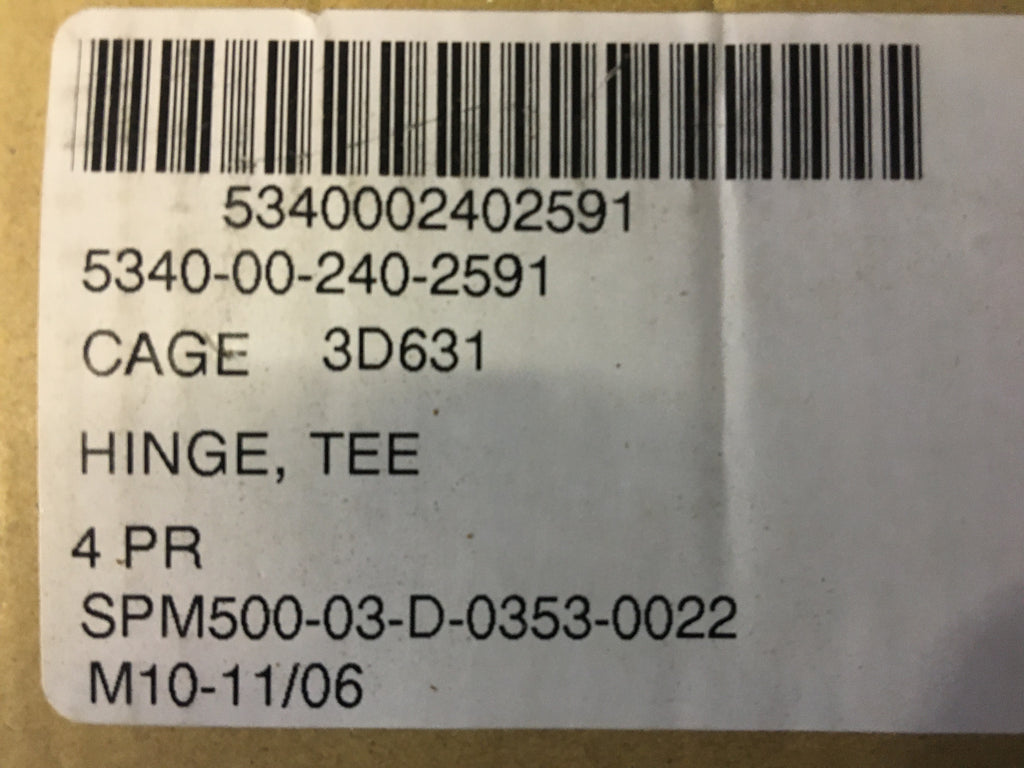 5340002402591
5340-00-240-2591
CAGE 3D631
HINGE, TEE
4 PR
SPM500-03-D-0353-0022
M10-11/06